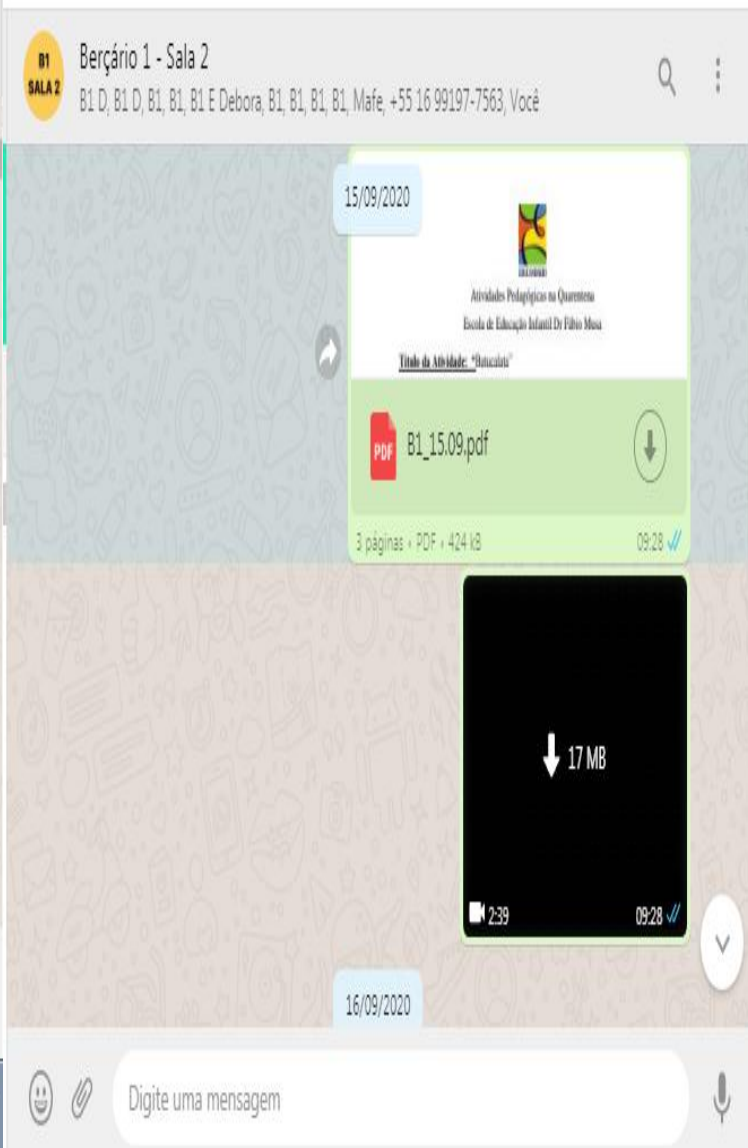 B1
SALA 2
Berçário 1 - Sala 2
B1 D, B1 D, B1, B1, B1 E Debora, B1, B1, B1, B1, Mafe, +55 16 99197-7563, Você
15/09/2020
Atividades Pedagógicas na Quarentena
Escola de Educação Infantil Dr Fábio Musa
Título da Atividade: "Batucalata"
PDF
B1_15.09.pdf
3 páginas • PDF • 424 kB
09:28
17 MB
2:39
09:28
16/09/2020
Digite uma mensagem